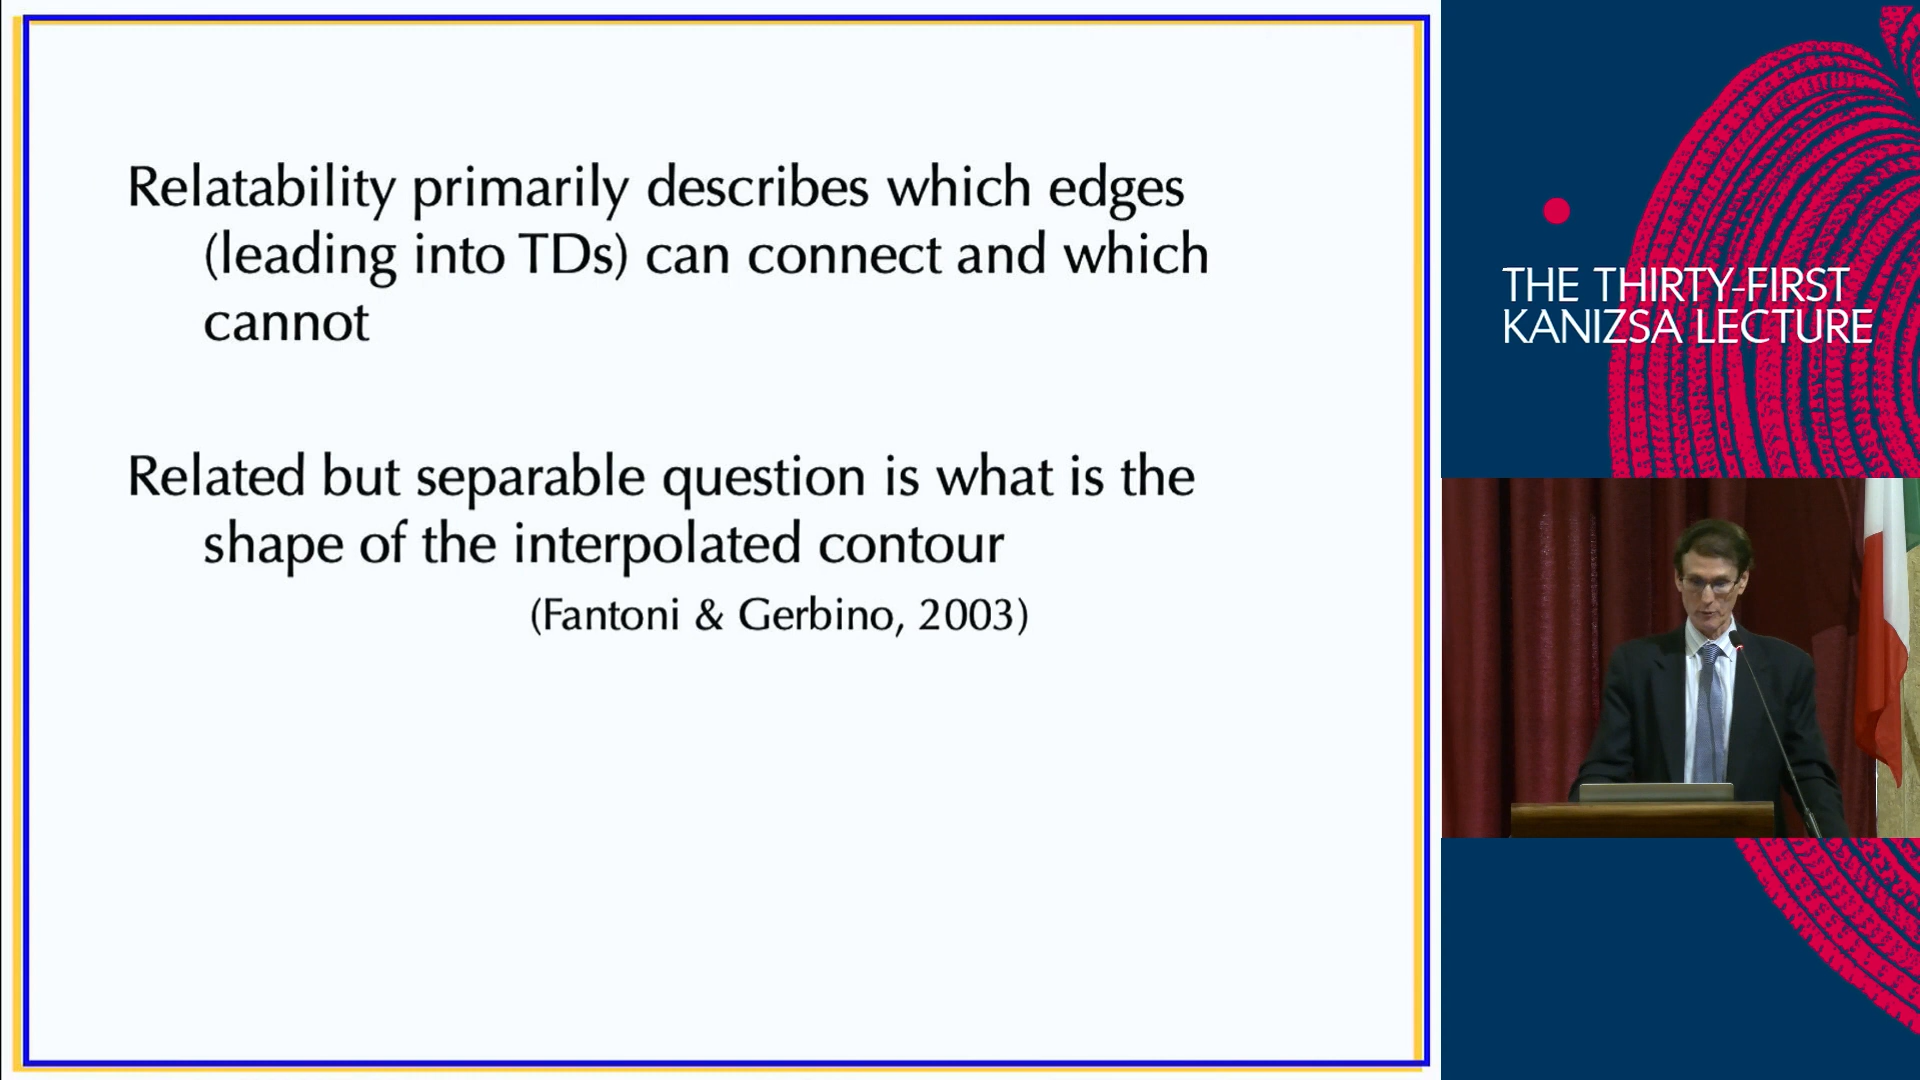 Relatability primarily describes which edges
(leading into TDs) can connect and which
cannot
Related but separable question is what is the
shape of the interpolated contour
(Fantoni & Gerbino, 2003)
THE THIRTY-FIRST
KANIZSA LECTURE